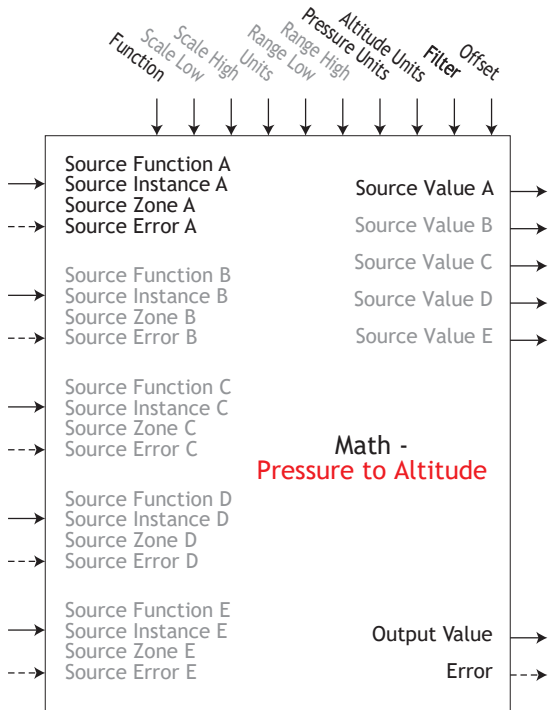 Function
Scale Low
Scale High
Units
Range Low
Range High
Pressure Units
Altitude Units
Filter
Offset
Source Function A
Source Instance A
Source Zone A
Source Error A
Source Function B
Source Instance B
Source Zone B
Source Error B
Source Function C
Source Instance C
Source Zone C
Source Error C
Source Function D
Source Instance D
Source Zone D
Source Error D
Source Function E
Source Instance E
Source Zone E
Source Error E
Source Value A
Source Value B
Source Value C
Source Value D
Source Value E
Math -
Pressure to Altitude
Output Value
Error